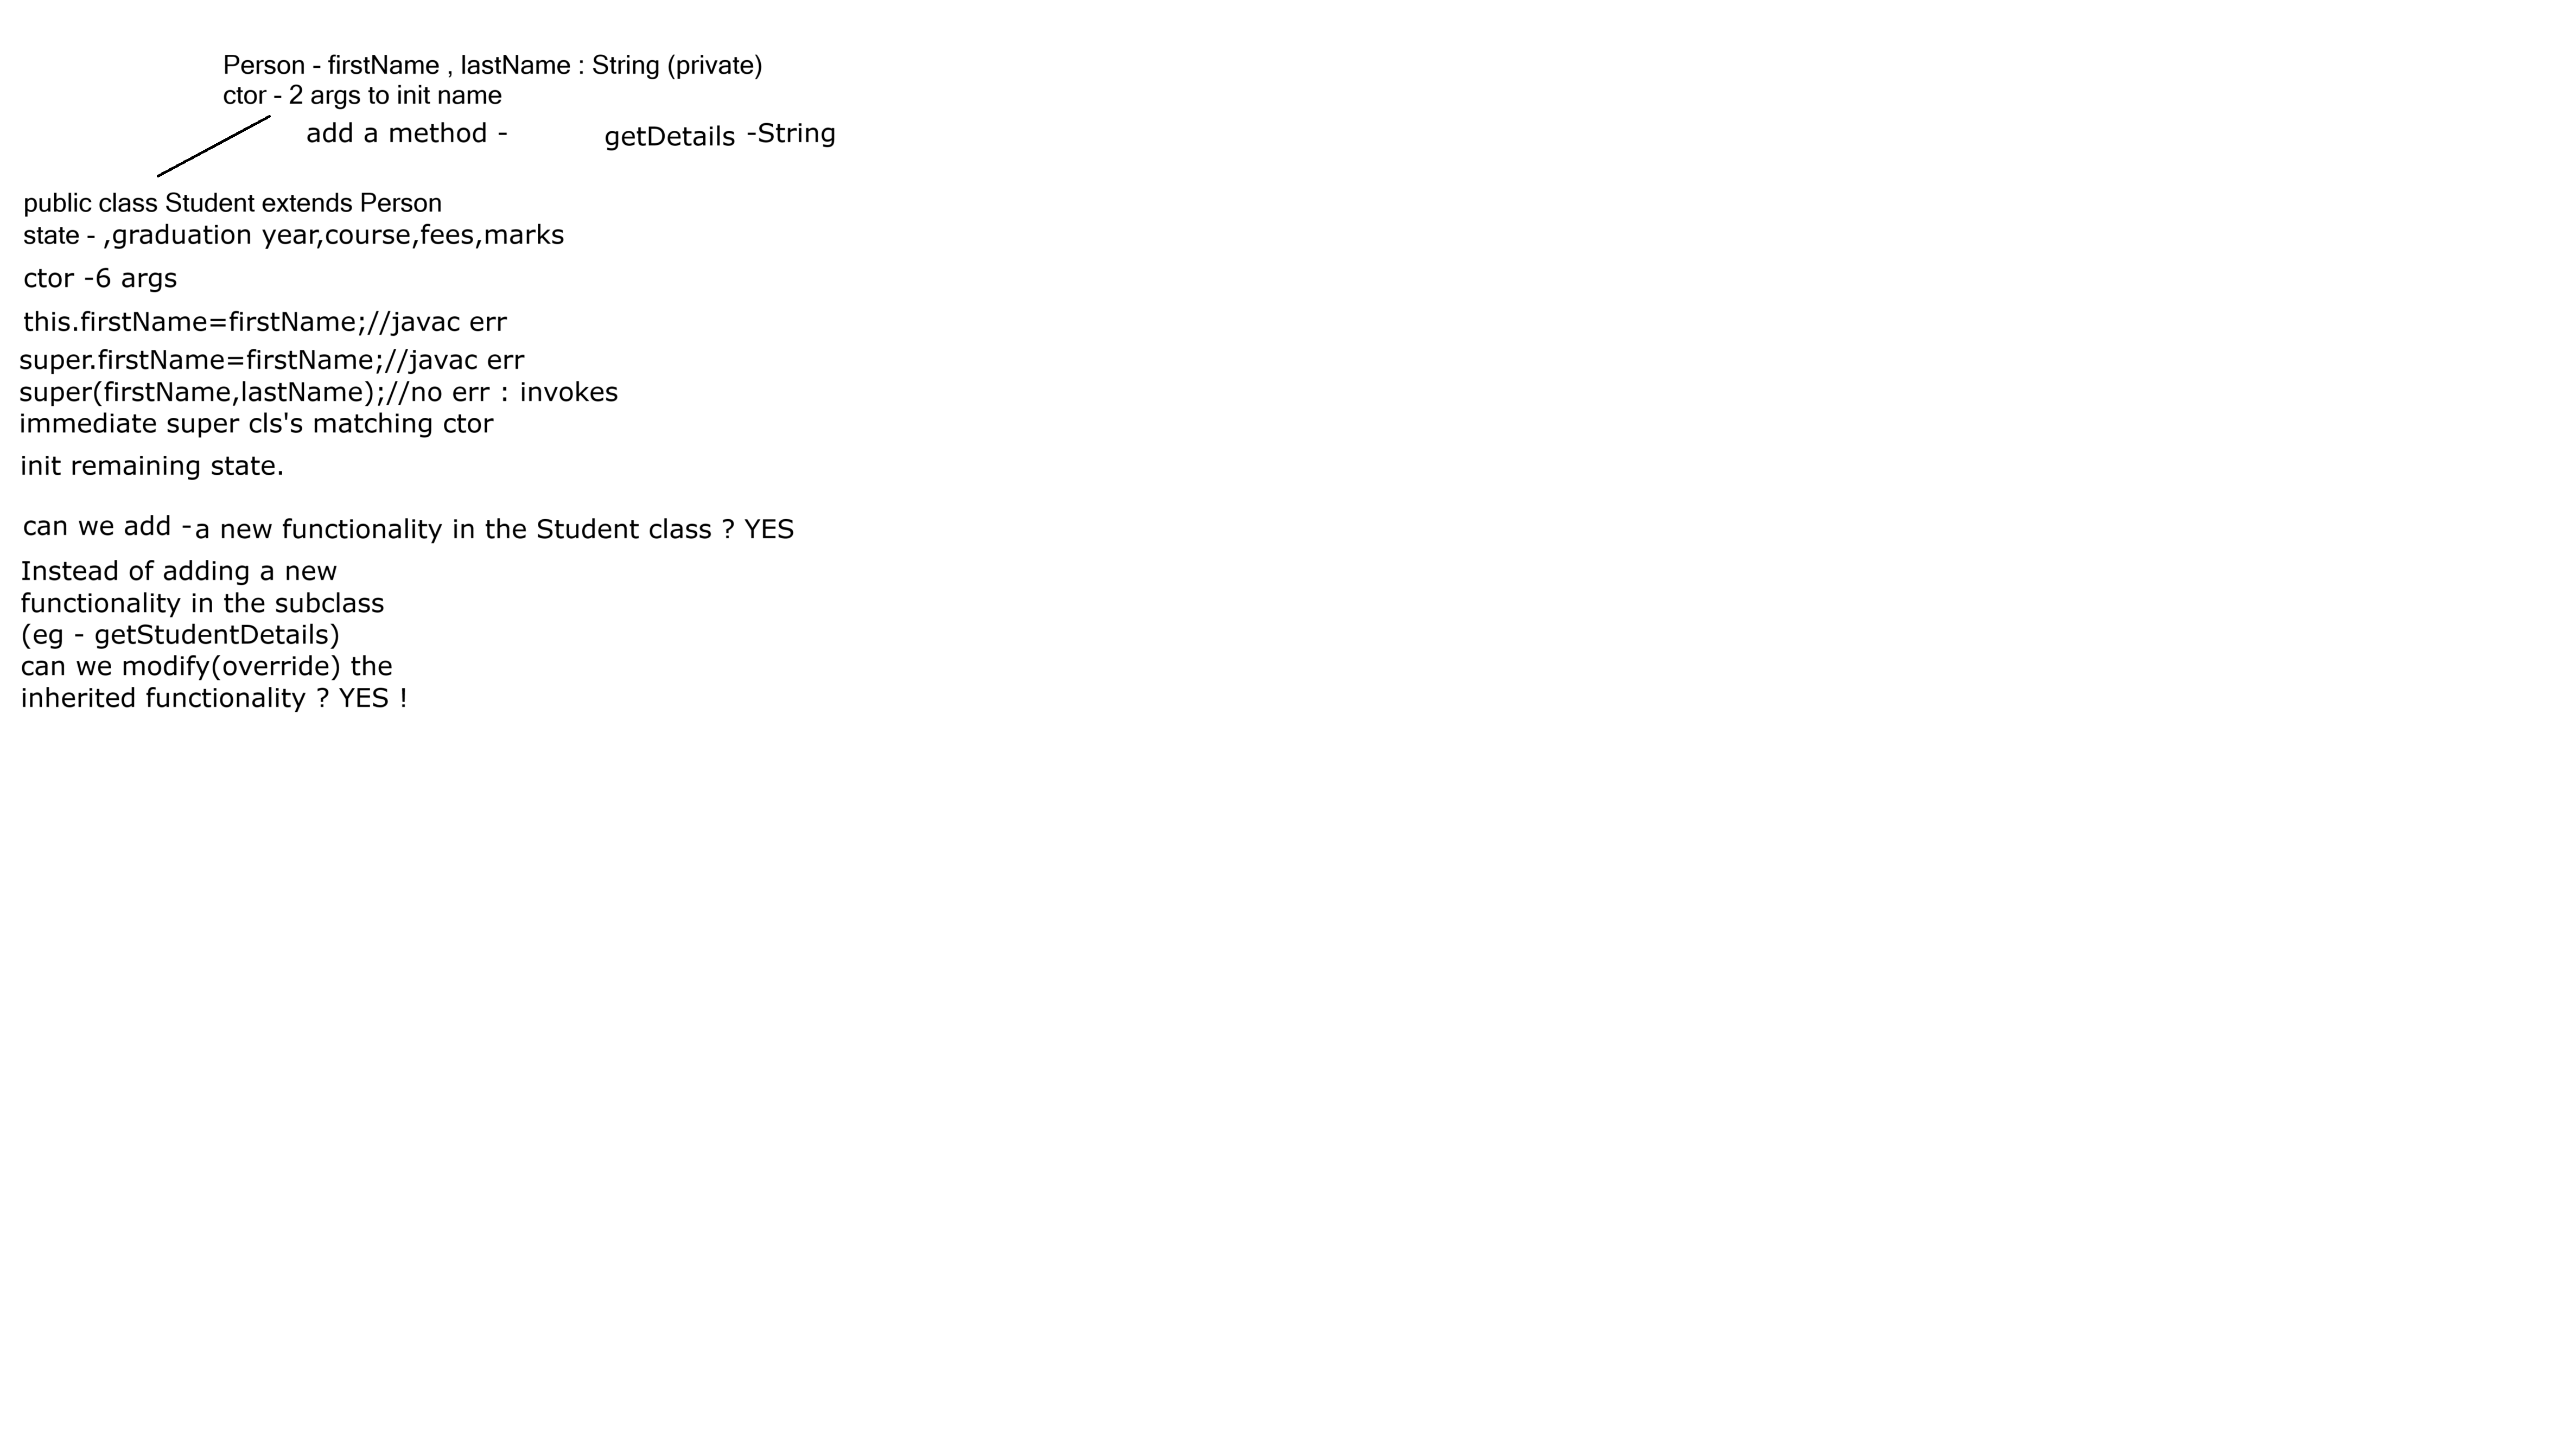 Person - firstName , lastName : String (private)
ctor - 2 args to init name
add a method - getDetails -String
public class Student extends Person
state - ,graduation year,course,fees,marks
ctor -6 args
this.firstName=firstName;//javac err
super.firstName=firstName;//javac err
super(firstName,lastName);//no err : invokes
immediate super cls's matching ctor
init remaining state.
can we add -a new functionality in the Student class ? YES
Instead of adding a new
functionality in the subclass
(eg - getStudentDetails)
can we modify(override) the
inherited functionality ? YES !